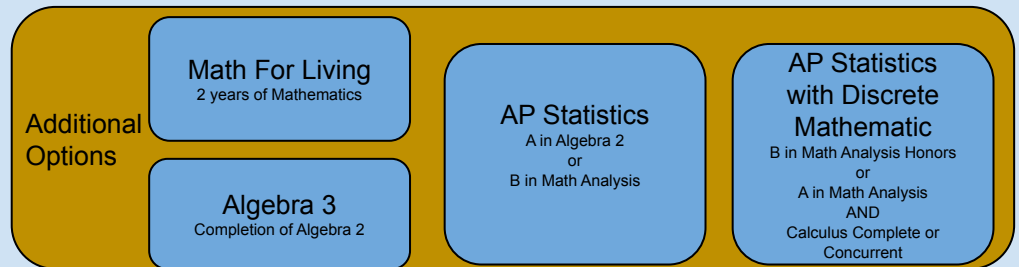 Additional
Options
Math For Living
2 years of Mathematics
Algebra 3
Completion of Algebra 2
AP Statistics
A in Algebra 2
or
B in Math Analysis
AP Statistics
with Discrete
Mathematic
B in Math Analysis Honors
or
A in Math Analysis
AND
Calculus Complete or
Concurrent